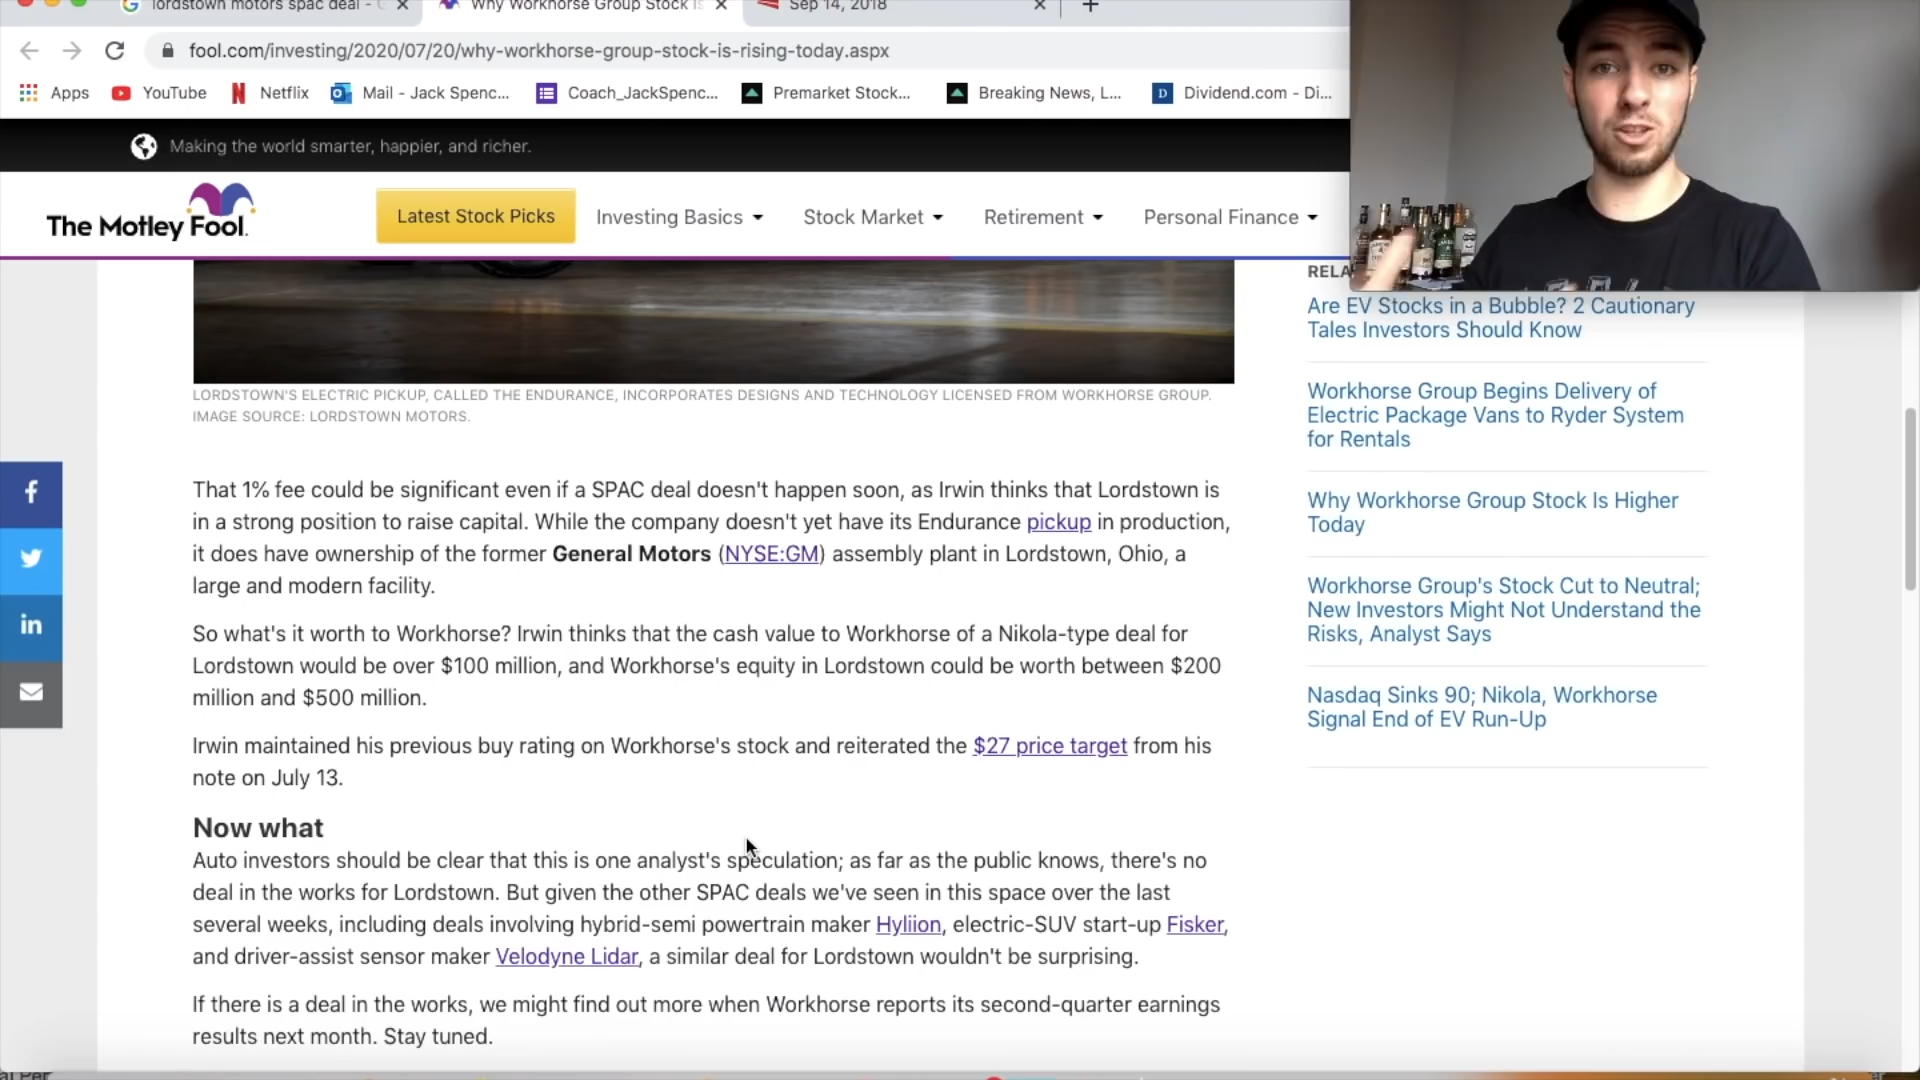 lordstown motors spac deal -
Why Workhorse Group Stock Is
Sep 14, 2018
fool.com/investing/2020/07/20/why-workhorse-group-stock-is-rising-today.aspx
Apps
YouTube
Netflix
Mail - Jack Spenc...
Coach_JackSpenc...
Premarket Stock...
Breaking News, L...
Dividend.com - Di...
Making the world smarter, happier, and richer.
The Motley Fool.
Latest Stock Picks
Investing Basics
Stock Market
Retirement
Personal Finance
LORDSTOWN'S ELECTRIC PICKUP, CALLED THE ENDURANCE, INCORPORATES DESIGNS AND TECHNOLOGY LICENSED FROM WORKHORSE GROUP.
IMAGE SOURCE: LORDSTOWN MOTORS.
That 1% fee could be significant even if a SPAC deal doesn't happen soon, as Irwin thinks that Lordstown is
in a strong position to raise capital. While the company doesn't yet have its Endurance pickup in production,
it does have ownership of the former General Motors (NYSE:GM) assembly plant in Lordstown, Ohio, a
large and modern facility.
So what's it worth to Workhorse? Irwin thinks that the cash value to Workhorse of a Nikola-type deal for
Lordstown would be over $100 million, and Workhorse's equity in Lordstown could be worth between $200
million and $500 million.
Irwin maintained his previous buy rating on Workhorse's stock and reiterated the $27 price target from his
note on July 13.
Now what
Auto investors should be clear that this is one analyst's speculation; as far as the public knows, there's no
deal in the works for Lordstown. But given the other SPAC deals we've seen in this space over the last
several weeks, including deals involving hybrid-semi powertrain maker Hyliion, electric-SUV start-up Fisker,
and driver-assist sensor maker Velodyne Lidar, a similar deal for Lordstown wouldn't be surprising.
If there is a deal in the works, we might find out more when Workhorse reports its second-quarter earnings
results next month. Stay tuned.
RELA
Are EV Stocks in a Bubble? 2 Cautionary
Tales Investors Should Know
Workhorse Group Begins Delivery of
Electric Package Vans to Ryder System
for Rentals
Why Workhorse Group Stock Is Higher
Today
Workhorse Group's Stock Cut to Neutral;
New Investors Might Not Understand the
Risks, Analyst Says
Nasdaq Sinks 90; Nikola, Workhorse
Signal End of EV Run-Up